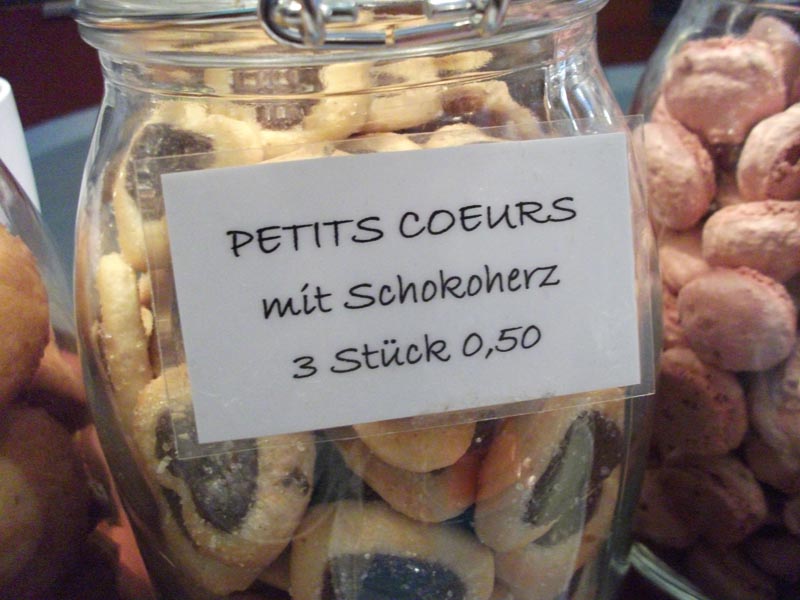 PETITS COEURS
mit Schokoherz
3 Stück 0,50